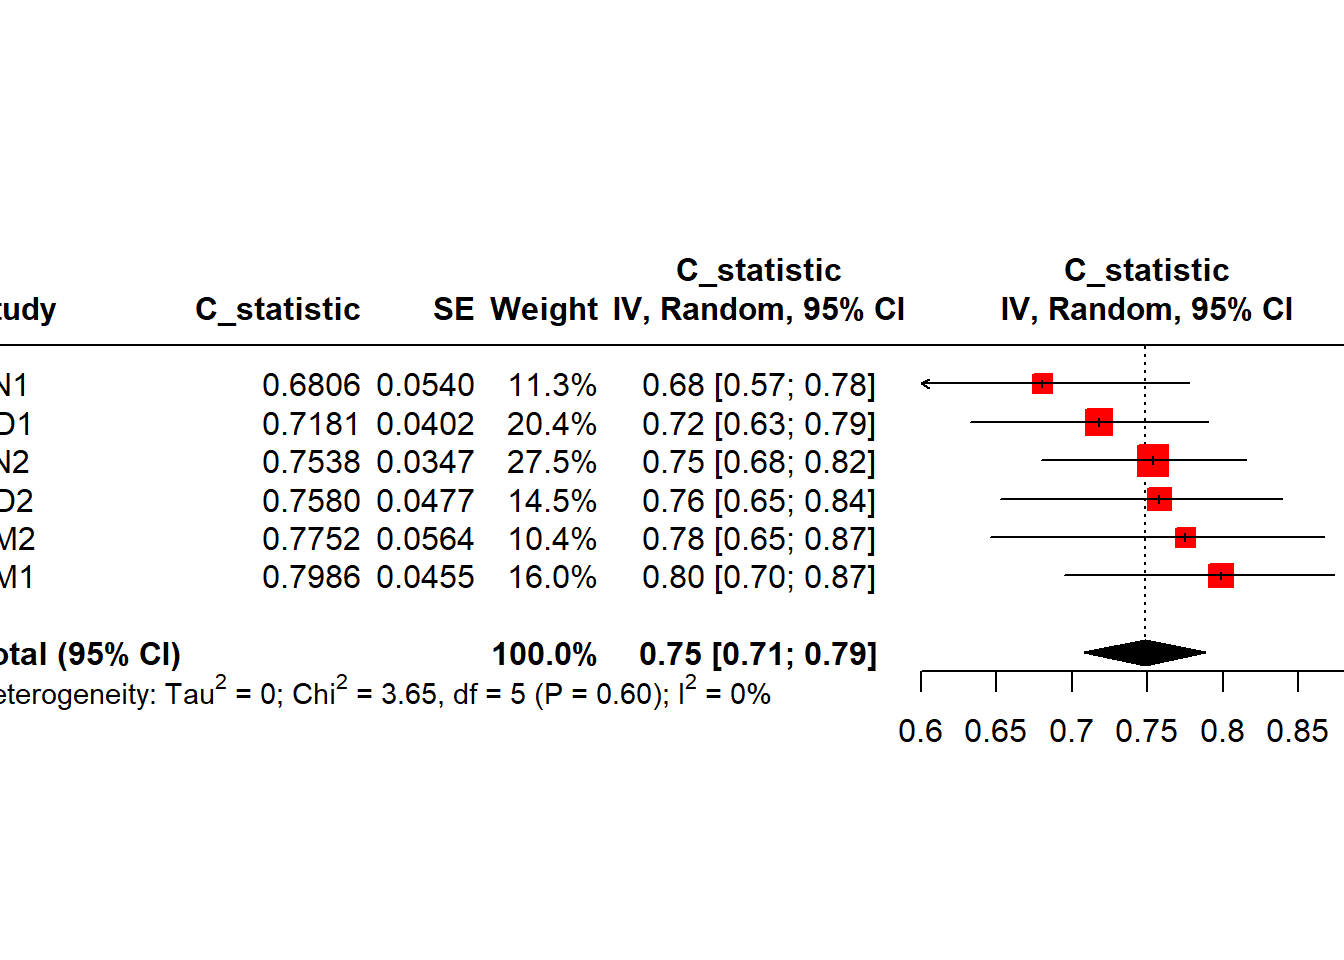 C_statistic C_statistic
tudy C_statistic SE Weight IV, Random, 95% CI IV, Random, 95% CI
N1 0.6806 0.0540 11.3% 0.68 [0.57; 0.78]
D1 0.7181 0.0402 20.4% 0.72 [0.63; 0.79]
N2 0.7538 0.0347 27.5% 0.75 [0.68; 0.82]
D2 0.7580 0.0477 14.5% 0.76 [0.65; 0.84]
M2 0.7752 0.0564 10.4% 0.78 [0.65; 0.87]
M1 0.7986 0.0455 16.0% 0.80 [0.70; 0.87]
otal (95% CI) 100.0% 0.75 [0.71; 0.79]
eterogeneity: Tau² = 0; Chi² = 3.65, df = 5 (P = 0.60); I² = 0%
0.6 0.65 0.7 0.75 0.8 0.85